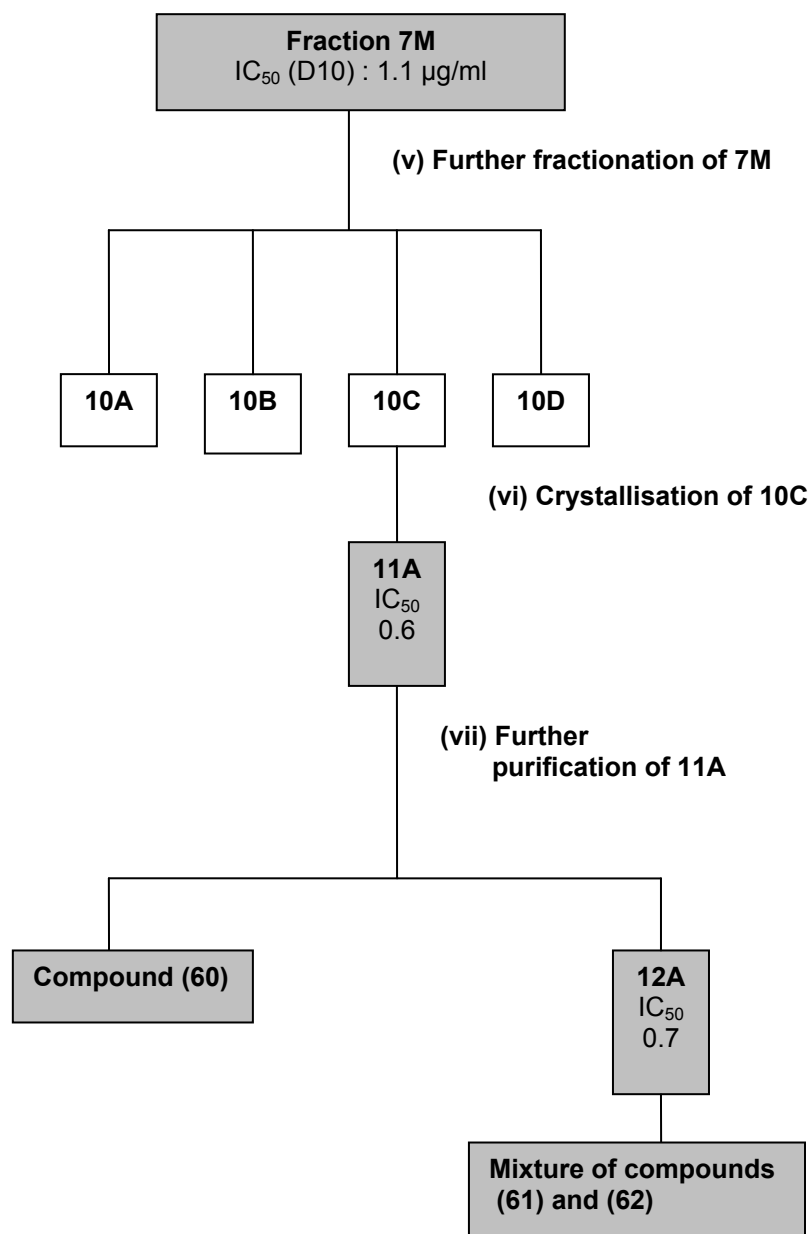 Fraction 7M
IC₅₀ (D10) : 1.1 µg/ml
(v) Further fractionation of 7M
10A
10B
10C
10D
(vi) Crystallisation of 10C
11A
IC₅₀
0.6
(vii) Further
purification of 11A
Compound (60)
12A
IC₅₀
0.7
Mixture of compounds
(61) and (62)